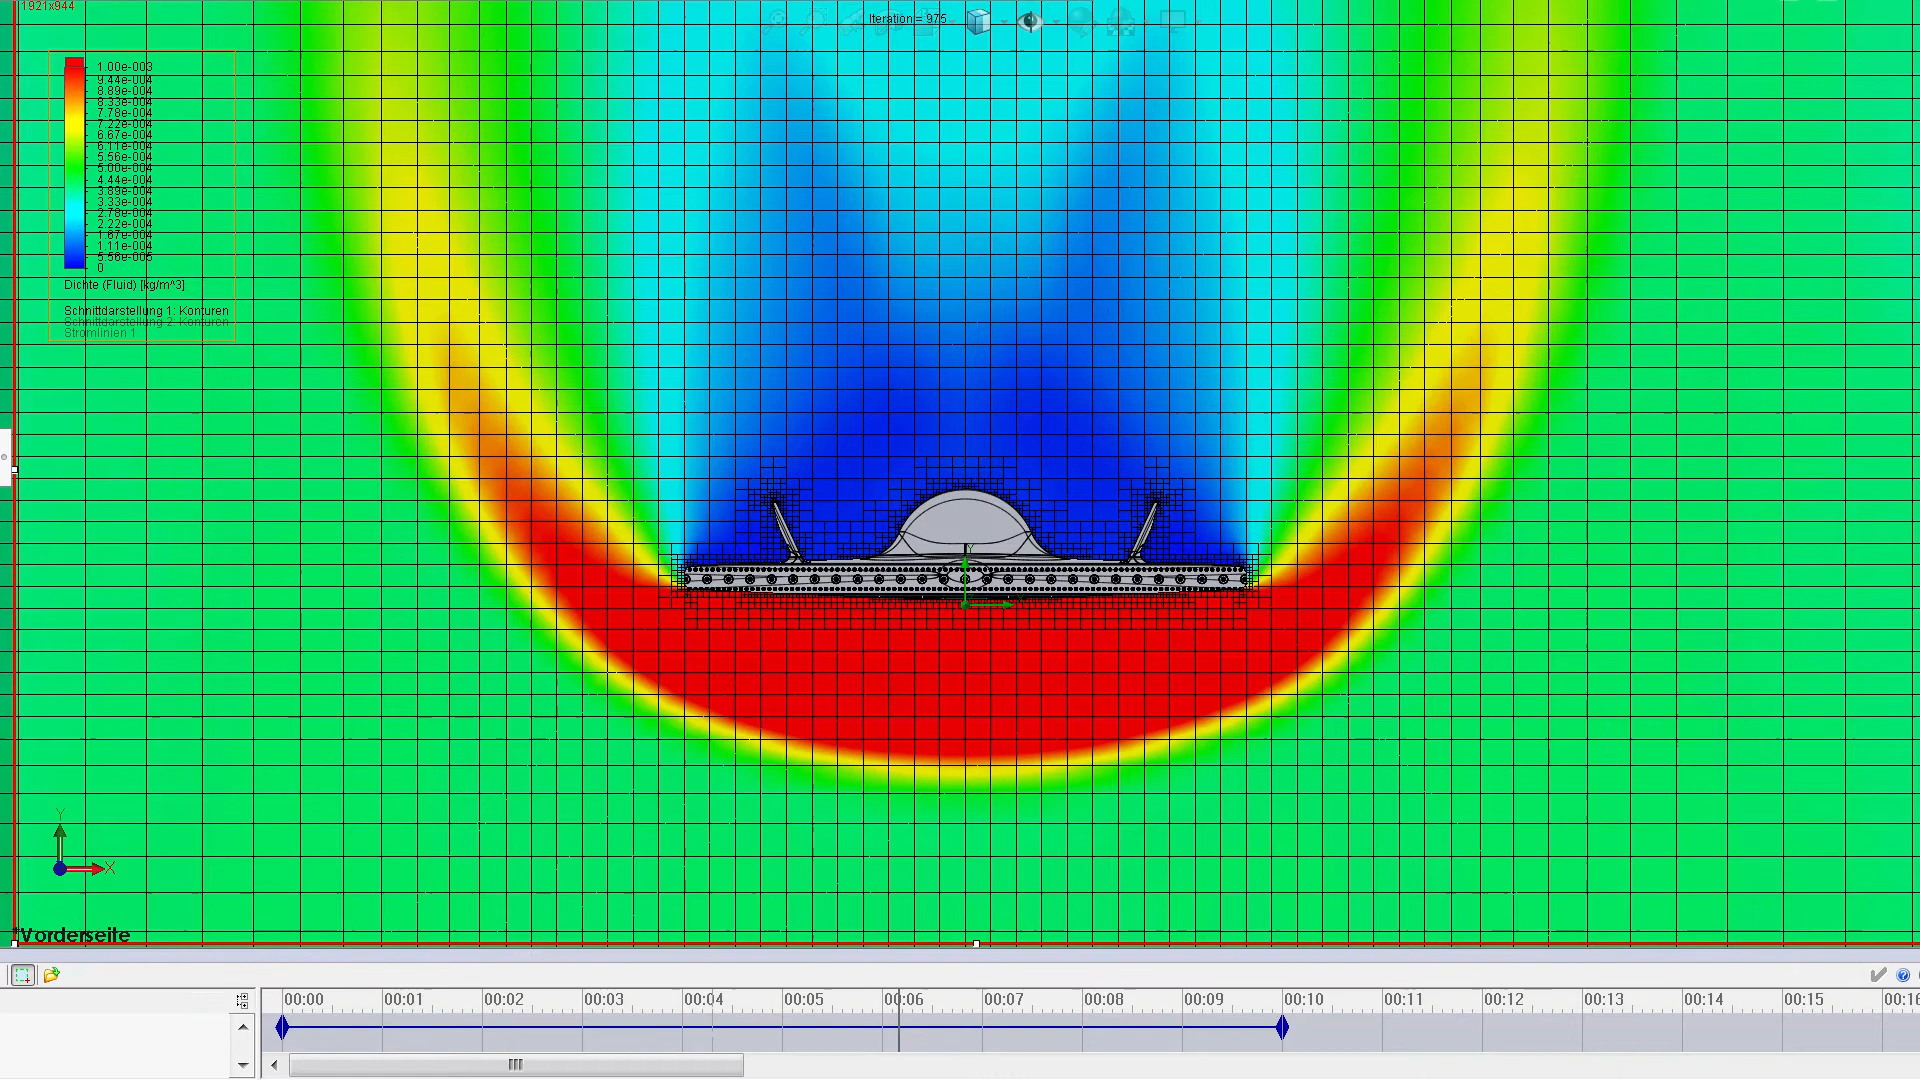 1921x944
Iteration = 975
1.00e-003
9.44e-004
8.89e-004
8.33e-004
7.78e-004
7.22e-004
6.67e-004
6.11e-004
5.56e-004
5.00e-004
4.44e-004
3.89e-004
3.33e-004
2.78e-004
2.22e-004
1.67e-004
1.11e-004
5.56e-005
0
Dichte (Fluid) [kg/m^3]
Schnittdarstellung 1: Konturen
Schnittdarstellung 2: Konturen
Stromlinien 1
Y
Y
X
*Vorderseite
00:00 00:01 00:02 00:03 00:04 00:05 00:06 00:07 00:08 00:09 00:10 00:11 00:12 00:13 00:14 00:15 00:16